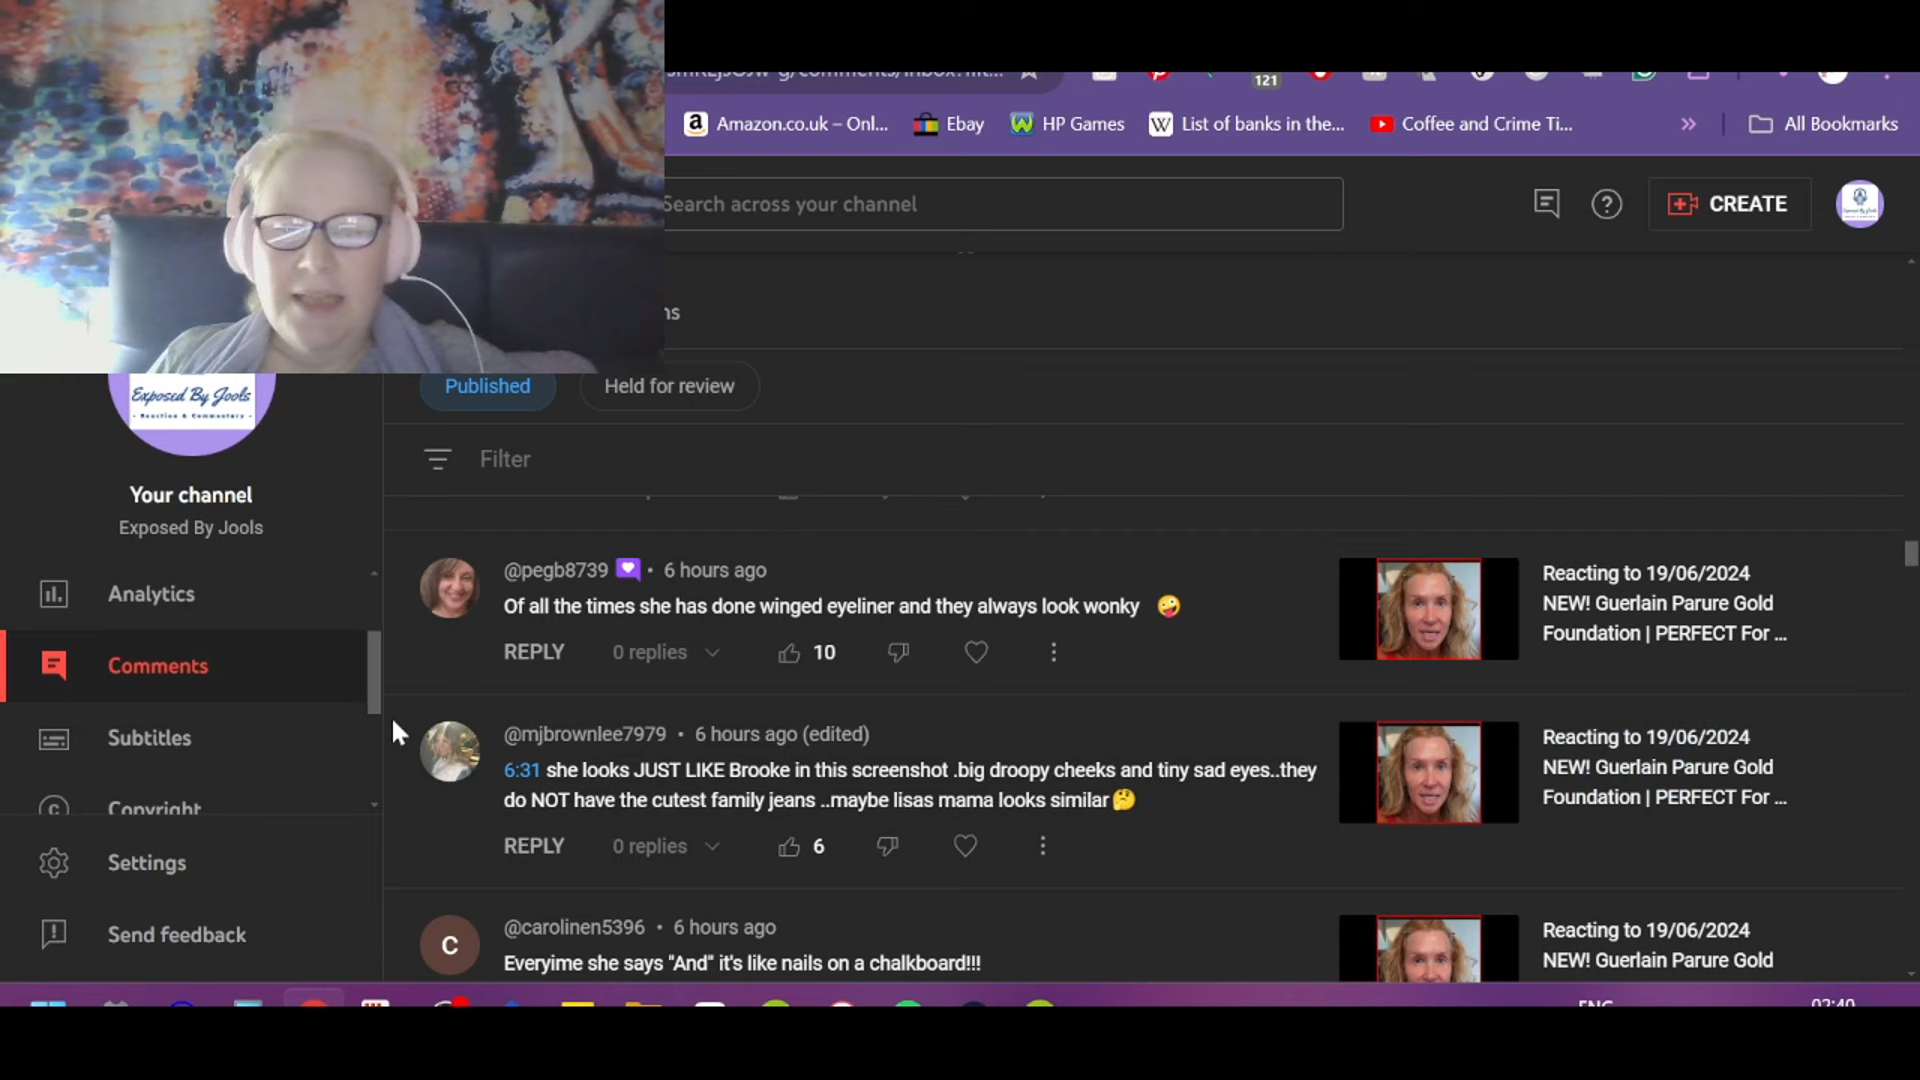 121
Amazon.co.uk – Onl...
Ebay
HP Games
List of banks in the...
Coffee and Crime Ti...
All Bookmarks
Search across your channel
CREATE
Published
Held for review
Exposed By Jools
- Reaction & Commentary -
Filter
Your channel
Exposed By Jools
Analytics
Comments
Subtitles
Copyright
Settings
Send feedback
@pegb8739 • 6 hours ago
Of all the times she has done winged eyeliner and they always look wonky 🤪
REPLY 0 replies 10
Reacting to 19/06/2024
NEW! Guerlain Parure Gold
Foundation | PERFECT For ...
@mjbrownlee7979 • 6 hours ago (edited)
6:31 she looks JUST LIKE Brooke in this screenshot .big droopy cheeks and tiny sad eyes..they
do NOT have the cutest family jeans ..maybe lisas mama looks similar🤔
REPLY 0 replies 6
Reacting to 19/06/2024
NEW! Guerlain Parure Gold
Foundation | PERFECT For ...
C
@carolinen5396 • 6 hours ago
Everyime she says "And" it's like nails on a chalkboard!!!
Reacting to 19/06/2024
NEW! Guerlain Parure Gold
ENG
02:40